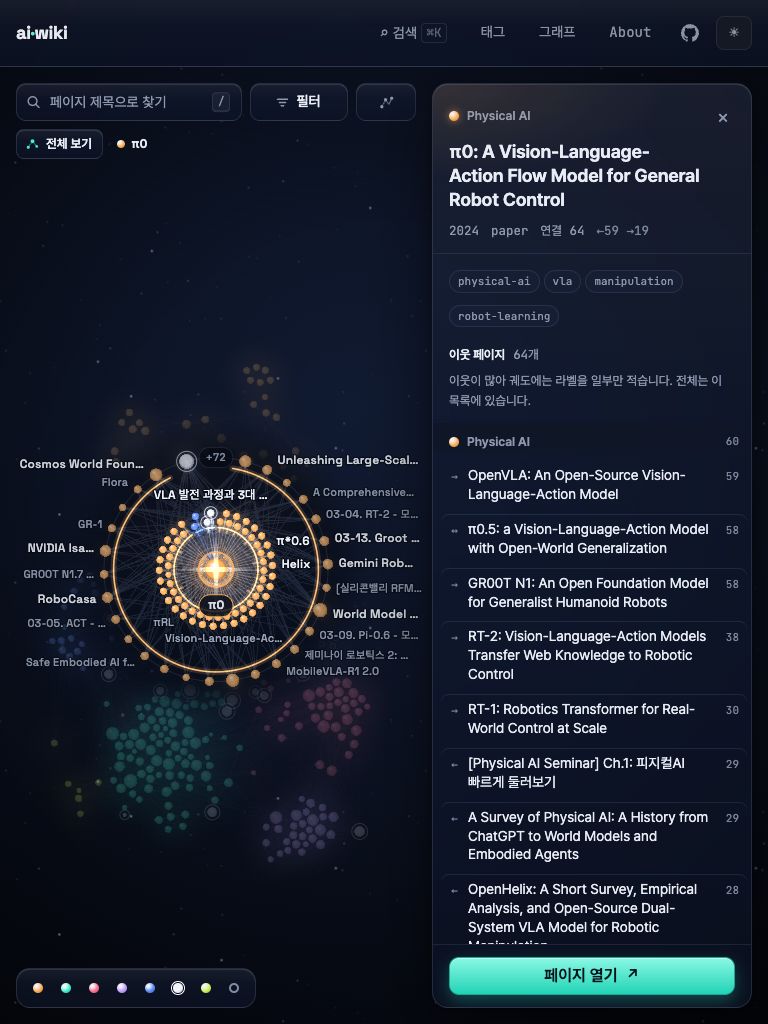 ai·wiki
검색 ⌘K
태그
그래프
About
페이지 제목으로 찾기 /
필터
전체 보기
π0
Cosmos World Foun...
+72
Unleashing Large-Scal...
Flora
VLA 발전 과정과 3대 ...
A Comprehensive...
03-04. RT-2 - 모...
GR-1
π*0.6
03-13. Groot ...
NVIDIA Isa...
Helix
Gemini Rob...
GR00T N1.7 ...
[실리콘밸리 RFM...
RoboCasa
π0
World Model ...
03-05. ACT - ...
πRL
03-09. Pi-0.6 - 모...
Vision-Language-Ac...
제미나이 로보틱스 2: ...
Safe Embodied AI f...
MobileVLA-R1 2.0
Physical AI
×
π0: A Vision-Language-
Action Flow Model for General
Robot Control
2024 paper 연결 64 ←59 →19
physical-ai vla manipulation
robot-learning
이웃 페이지 64개
이웃이 많아 궤도에는 라벨을 일부만 적습니다. 전체는 이
목록에 있습니다.
Physical AI 60
→ OpenVLA: An Open-Source Vision- 59
Language-Action Model
↔ π0.5: a Vision-Language-Action Model 58
with Open-World Generalization
→ GR00T N1: An Open Foundation Model 58
for Generalist Humanoid Robots
→ RT-2: Vision-Language-Action Models 38
Transfer Web Knowledge to Robotic
Control
→ RT-1: Robotics Transformer for Real- 30
World Control at Scale
← [Physical AI Seminar] Ch.1: 피지컬AI 29
빠르게 둘러보기
← A Survey of Physical AI: A History from 29
ChatGPT to World Models and
Embodied Agents
← OpenHelix: A Short Survey, Empirical 28
Analysis, and Open-Source Dual-
System VLA Model for Robotic
Manipulation
페이지 열기 ↗